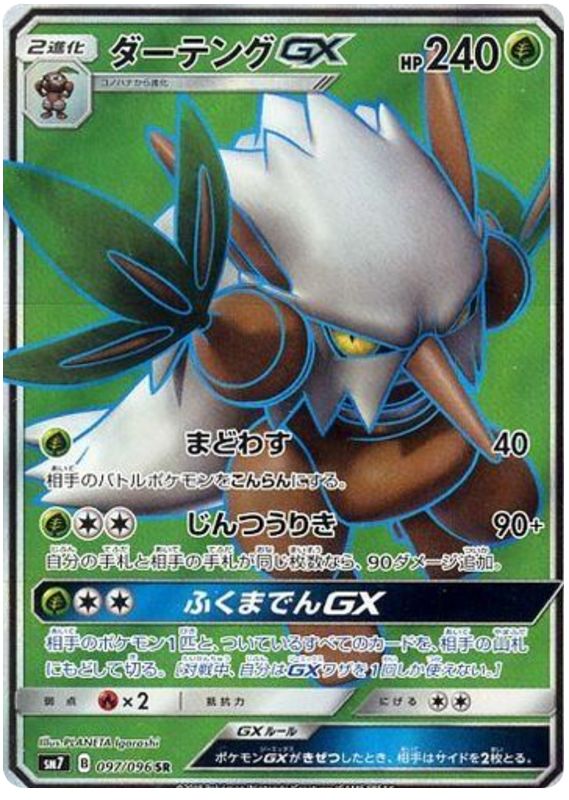 2進化 ダーテングGX HP240
コノハナから進化
まどわす 40
相手のバトルポケモンをこんらんにする。
じんつうりき 90+
自分の手札と相手の手札が同じ枚数なら、90ダメージ追加。
ふくまでんGX
相手のポケモン1匹と、ついているすべてのカードを、相手の山札
にもどして切る。[対戦中、自分はGXワザを1回しか使えない。]
弱点 ×2 抵抗力 にげる
Illus. PLANETA Igarashi
GXルール
SM7 B 097/096 SR
ポケモンGXがきぜつしたとき、相手はサイドを2枚とる。